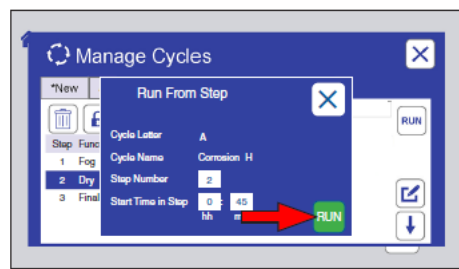 Manage Cycles
*New
Run From Step
RUN
Cycle Letter A
Cycle Name Corrosion H
Step Number 2
Start Time in Step 0 : 45
hh
RUN
Step
1 Fog
2 Dry
3 Final